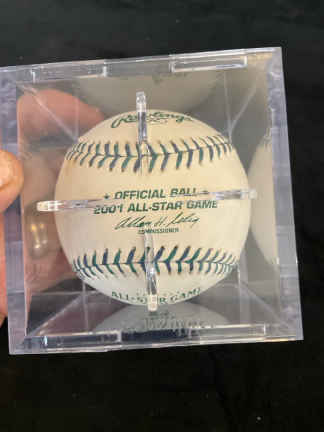 Rawlings
★ OFFICIAL BALL ★
2001 ALL-STAR GAME
Allan H. Selig
COMMISSIONER
ALL-STAR GAME